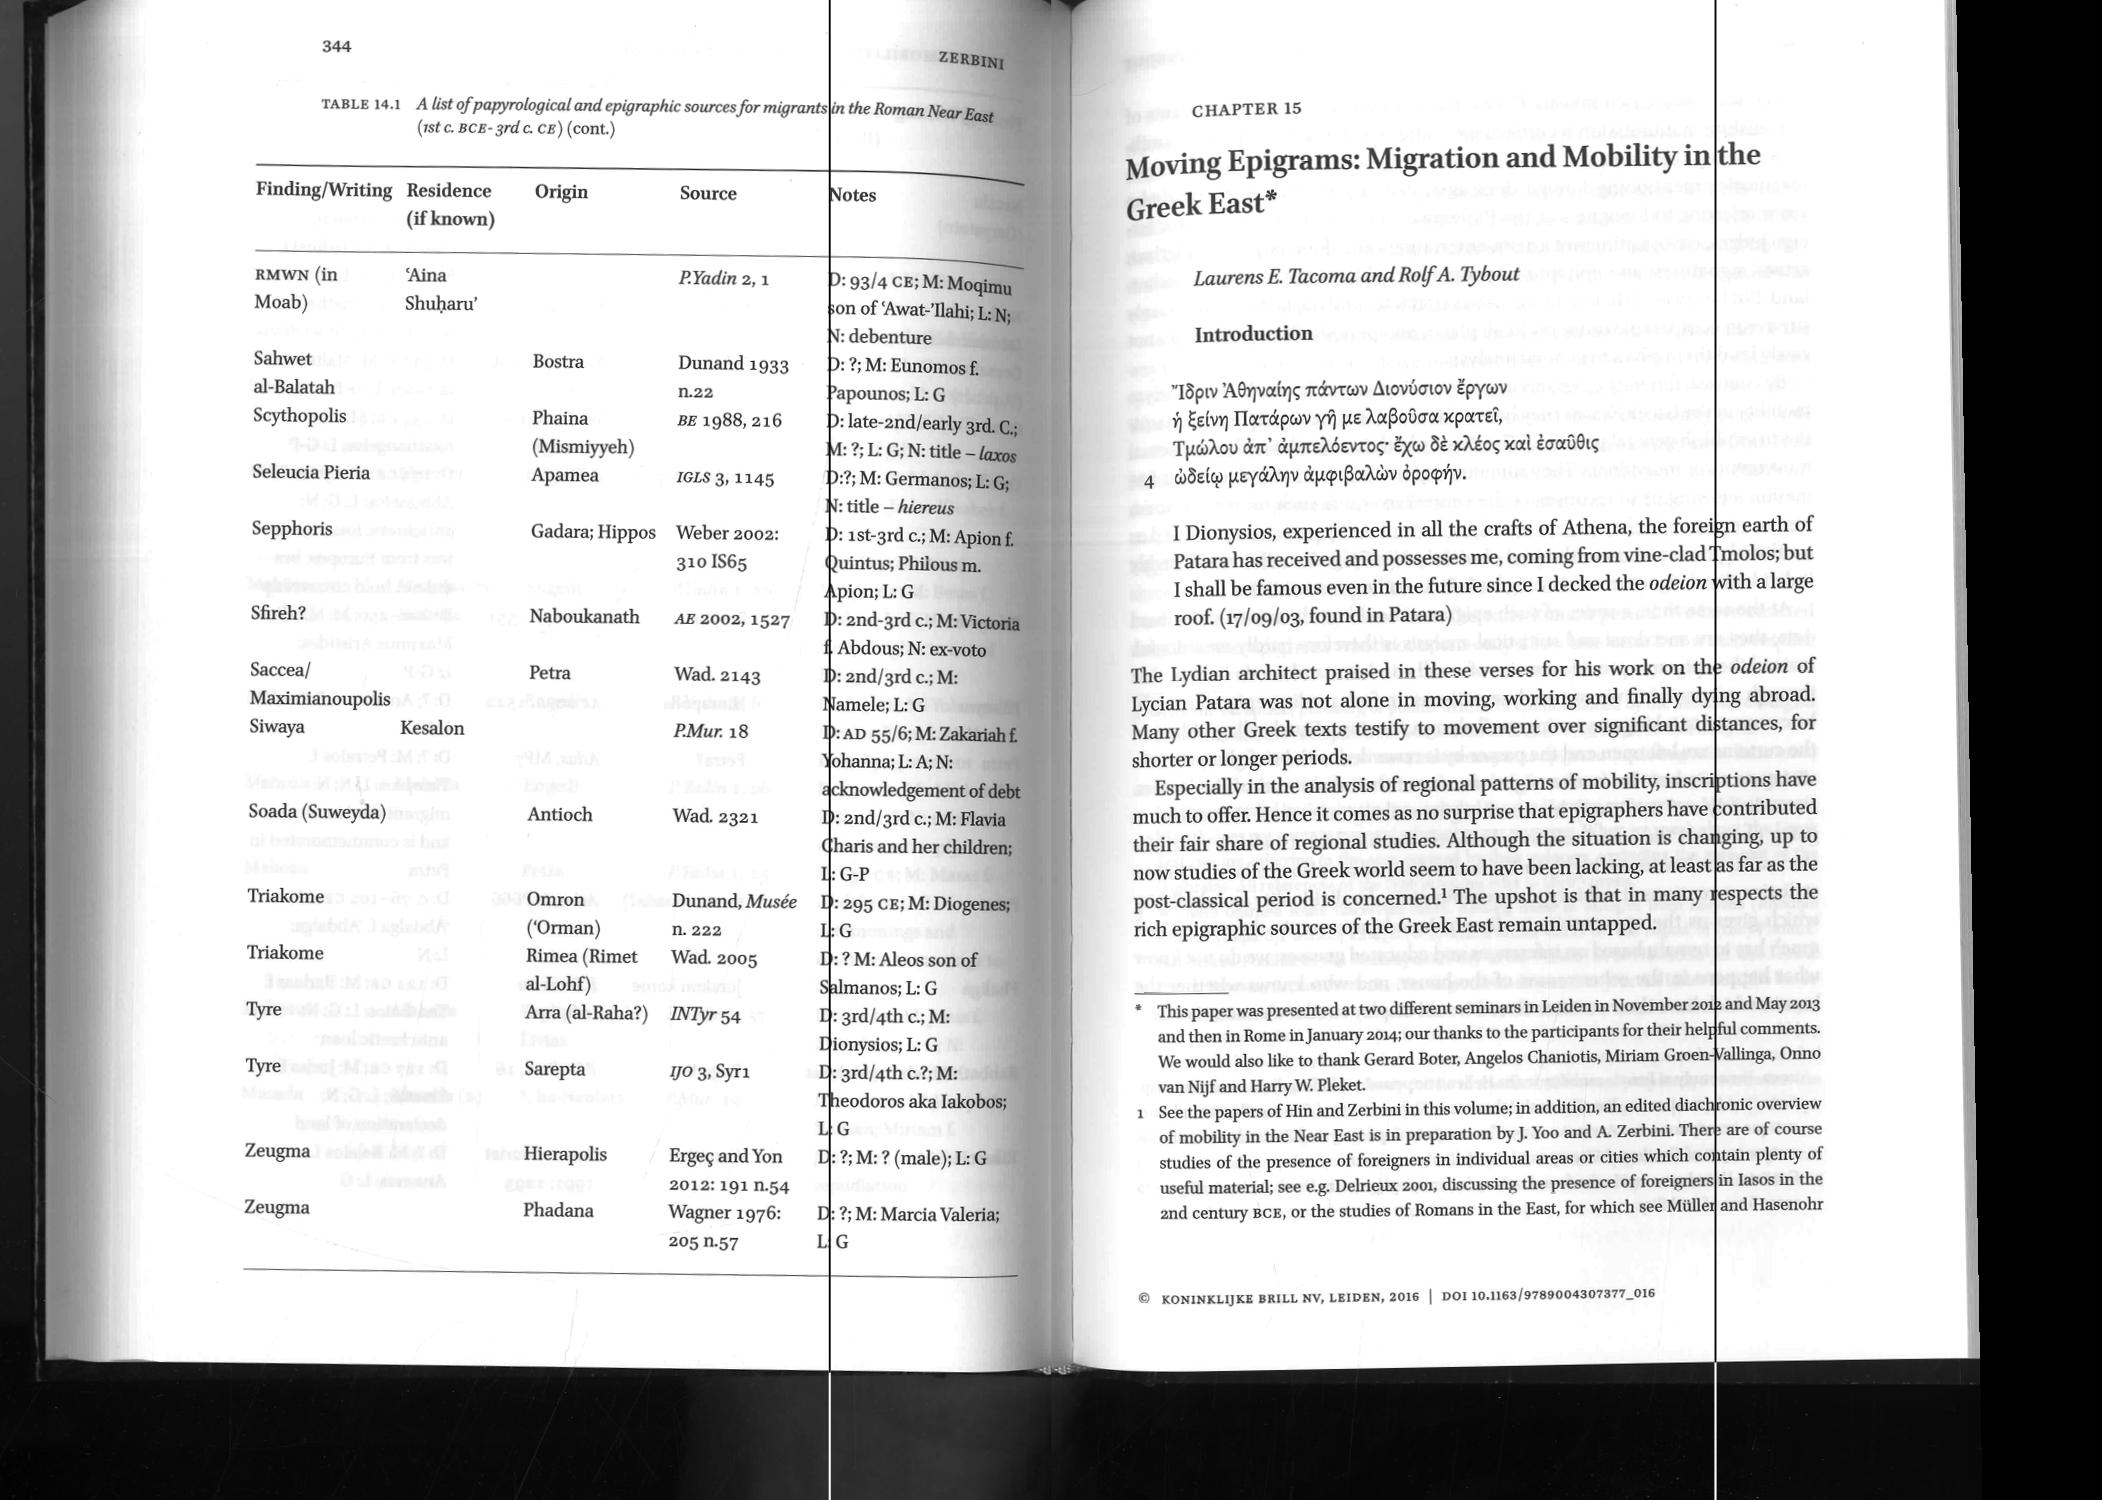 344
ZERBINI
TABLE 14.1 A list of papyrological and epigraphic sources for migrants in the Roman Near East
(1st c. BCE- 3rd c. CE) (cont.)
Finding/Writing Residence Origin Source Notes
(if known)
RMWN (in ‘Aina P.Yadin 2, 1 D: 93/4 CE; M: Moqimu
Moab) Shuḥaru’ son of ‘Awat-’Ilahi; L: N;
N: debenture
Sahwet Bostra Dunand 1933 D: ?; M: Eunomos f.
al-Balatah n.22 Papounos; L: G
Scythopolis Phaina BE 1988, 216 D: late-2nd/early 3rd. C.;
(Mismiyyeh) M: ?; L: G; N: title – laxos
Seleucia Pieria Apamea IGLS 3, 1145 D:?; M: Germanos; L: G;
N: title – hiereus
Sepphoris Gadara; Hippos Weber 2002: D: 1st-3rd c.; M: Apion f.
310 IS65 Quintus; Philous m.
Apion; L: G
Sfireh? Naboukanath AE 2002, 1527 D: 2nd-3rd c.; M: Victoria
f. Abdous; N: ex-voto
Saccea/ Petra Wad. 2143 D: 2nd/3rd c.; M:
Maximianoupolis Namele; L: G
Siwaya Kesalon P.Mur. 18 D: AD 55/6; M: Zakariah f.
Yohanna; L: A; N:
acknowledgement of debt
Soada (Suweyda) Antioch Wad. 2321 D: 2nd/3rd c.; M: Flavia
Charis and her children;
L: G-P
Triakome Omron Dunand, Musée D: 295 CE; M: Diogenes;
(‘Orman) n. 222 L: G
Triakome Rimea (Rimet Wad. 2005 D: ? M: Aleos son of
al-Lohf) Salmanos; L: G
Tyre Arra (al-Raha?) INTyr 54 D: 3rd/4th c.; M:
Dionysios; L: G
Tyre Sarepta IJO 3, Syr1 D: 3rd/4th c.?; M:
Theodoros aka Iakobos;
L: G
Zeugma Hierapolis Ergeç and Yon D: ?; M: ? (male); L: G
2012: 191 n.54
Zeugma Phadana Wagner 1976: D: ?; M: Marcia Valeria;
205 n.57 L: G
CHAPTER 15
Moving Epigrams: Migration and Mobility in the
Greek East*
Laurens E. Tacoma and Rolf A. Tybout
Introduction
Ἴδριν Ἀθηναίης πάντων Διονύσιον ἔργων
ἡ ξείνη Πατάρων γῆ με λαβοῦσα κρατεῖ,
Τμώλου ἀπ’ ἀμπελόεντος· ἔχω δὲ κλέος καὶ ἐσαῦθις
4 ὠδείῳ μεγάλην ἀμφιβαλὼν ὀροφήν.
I Dionysios, experienced in all the crafts of Athena, the foreign earth of
Patara has received and possesses me, coming from vine-clad Tmolos; but
I shall be famous even in the future since I decked the odeion with a large
roof. (17/09/03, found in Patara)
The Lydian architect praised in these verses for his work on the odeion of
Lycian Patara was not alone in moving, working and finally dying abroad.
Many other Greek texts testify to movement over significant distances, for
shorter or longer periods.
Especially in the analysis of regional patterns of mobility, inscriptions have
much to offer. Hence it comes as no surprise that epigraphers have contributed
their fair share of regional studies. Although the situation is changing, up to
now studies of the Greek world seem to have been lacking, at least as far as the
post-classical period is concerned.¹ The upshot is that in many respects the
rich epigraphic sources of the Greek East remain untapped.
* This paper was presented at two different seminars in Leiden in November 2012 and May 2013
and then in Rome in January 2014; our thanks to the participants for their helpful comments.
We would also like to thank Gerard Boter, Angelos Chaniotis, Miriam Groen-Vallinga, Onno
van Nijf and Harry W. Pleket.
1 See the papers of Hin and Zerbini in this volume; in addition, an edited diachronic overview
of mobility in the Near East is in preparation by J. Yoo and A. Zerbini. There are of course
studies of the presence of foreigners in individual areas or cities which contain plenty of
useful material; see e.g. Delrieux 2001, discussing the presence of foreigners in Iasos in the
2nd century BCE, or the studies of Romans in the East, for which see Müller and Hasenohr
© KONINKLIJKE BRILL NV, LEIDEN, 2016 | DOI 10.1163/9789004307377_016